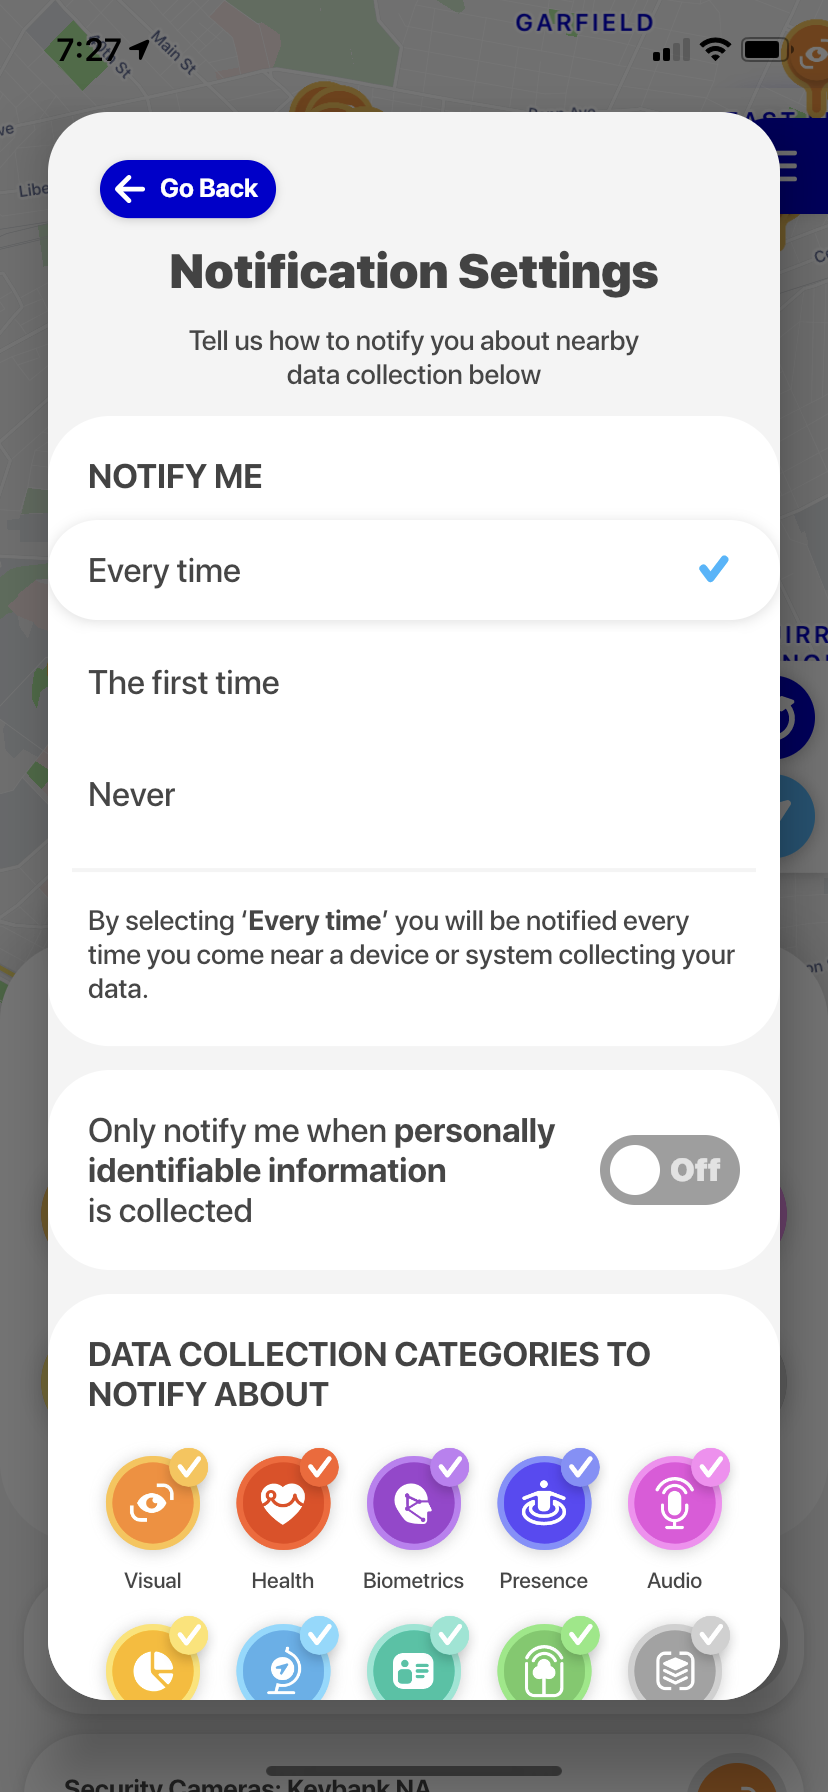 GARFIELD
7:27
Main St
Go Back
Notification Settings
Tell us how to notify you about nearby
data collection below
NOTIFY ME
Every time
The first time
Never
By selecting ‘Every time’ you will be notified every
time you come near a device or system collecting your
data.
Only notify me when personally
identifiable information
is collected
Off
DATA COLLECTION CATEGORIES TO
NOTIFY ABOUT
Visual
Health
Biometrics
Presence
Audio
Security Cameras: Keybank NA